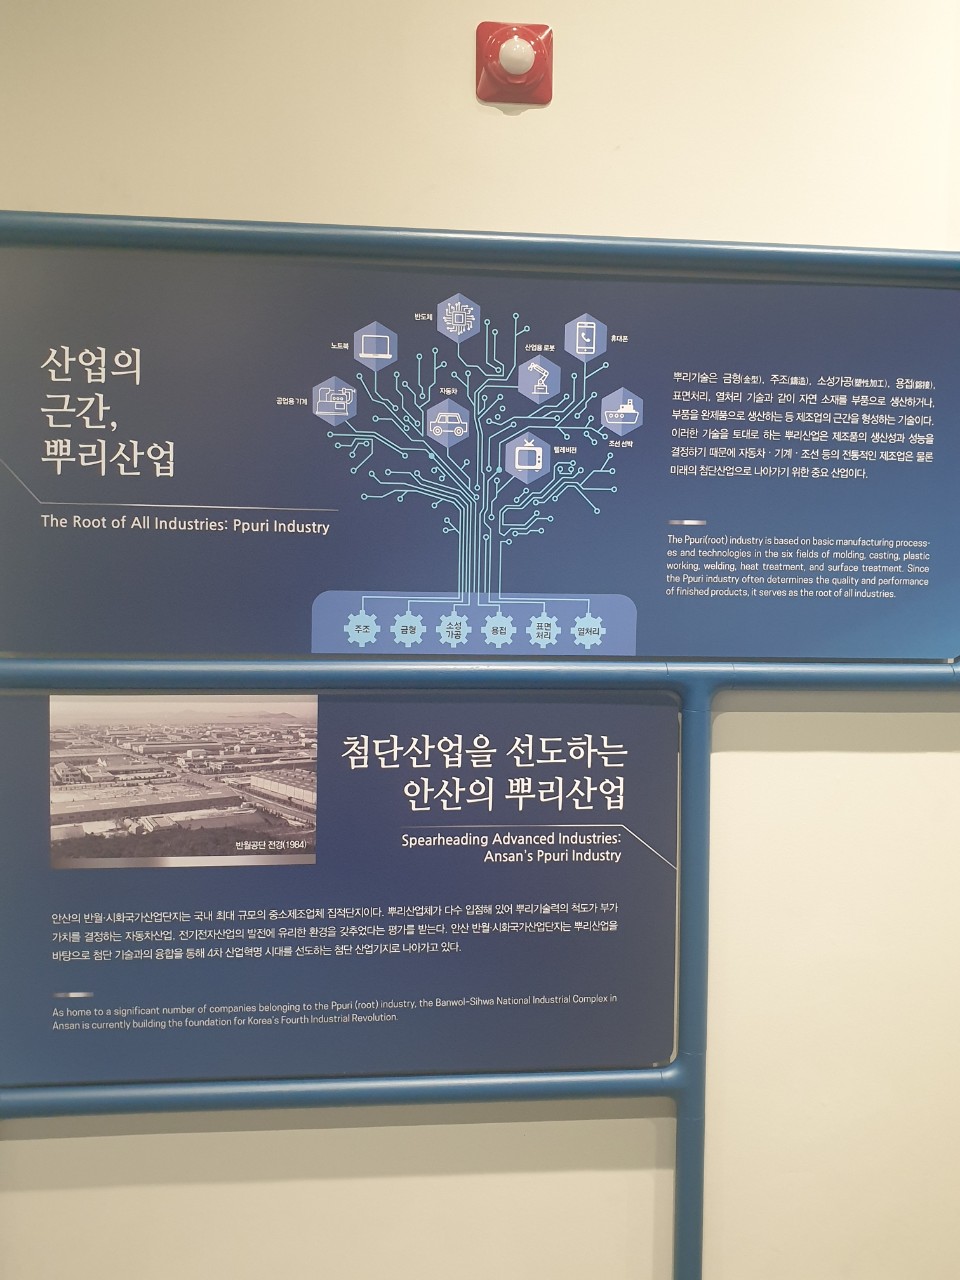 산업의
근간,
뿌리산업
The Root of All Industries: Ppuri Industry
반도체
노트북
산업용 로봇
휴대폰
공업용 기계
자동차
조선 선박
텔레비전
주조
금형
소성
가공
용접
표면
처리
열처리
뿌리기술은 금형(金型), 주조(鑄造), 소성가공(塑性加工), 용접(鎔接),
표면처리, 열처리 기술과 같이 자연 소재를 부품으로 생산하거나,
부품을 완제품으로 생산하는 등 제조업의 근간을 형성하는 기술이다.
이러한 기술을 토대로 하는 뿌리산업은 제조품의 생산성과 성능을
결정하기 때문에 자동차 · 기계 · 조선 등의 전통적인 제조업은 물론
미래의 첨단산업으로 나아가기 위한 중요 산업이다.
The Ppuri(root) industry is based on basic manufacturing process-
es and technologies in the six fields of molding, casting, plastic
working, welding, heat treatment, and surface treatment. Since
the Ppuri industry often determines the quality and performance
of finished products, it serves as the root of all industries.
반월공단 전경(1984)
첨단산업을 선도하는
안산의 뿌리산업
Spearheading Advanced Industries:
Ansan's Ppuri Industry
안산의 반월·시화국가산업단지는 국내 최대 규모의 중소제조업체 집적단지이다. 뿌리산업체가 다수 입점해 있어 뿌리기술력의 척도가 부가
가치를 결정하는 자동차산업, 전기전자산업의 발전에 유리한 환경을 갖추었다는 평가를 받는다. 안산 반월·시화국가산업단지는 뿌리산업을
바탕으로 첨단 기술과의 융합을 통해 4차 산업혁명 시대를 선도하는 첨단 산업기지로 나아가고 있다.
As home to a significant number of companies belonging to the Ppuri (root) industry, the Banwol-Sihwa National Industrial Complex in
Ansan is currently building the foundation for Korea's Fourth Industrial Revolution.